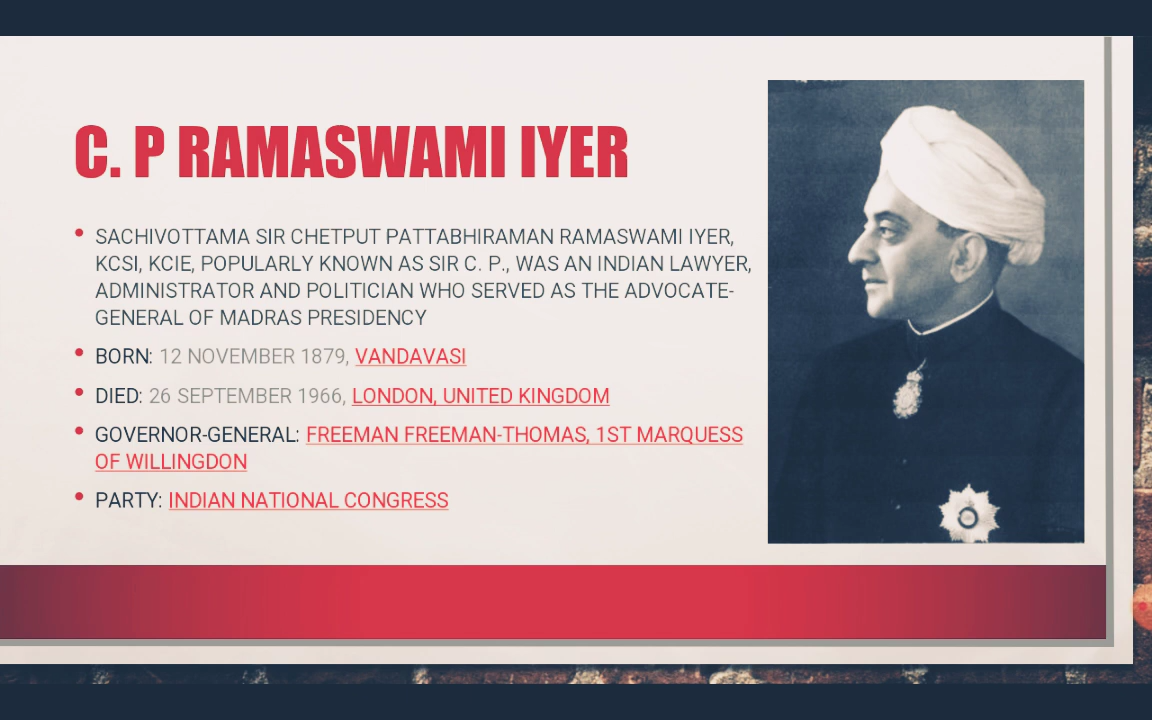 C. P RAMASWAMI IYER
• SACHIVOTTAMA SIR CHETPUT PATTABHIRAMAN RAMASWAMI IYER,
KCSI, KCIE, POPULARLY KNOWN AS SIR C. P., WAS AN INDIAN LAWYER,
ADMINISTRATOR AND POLITICIAN WHO SERVED AS THE ADVOCATE-
GENERAL OF MADRAS PRESIDENCY
• BORN: 12 NOVEMBER 1879, VANDAVASI
• DIED: 26 SEPTEMBER 1966, LONDON, UNITED KINGDOM
• GOVERNOR-GENERAL: FREEMAN FREEMAN-THOMAS, 1ST MARQUESS
OF WILLINGDON
• PARTY: INDIAN NATIONAL CONGRESS